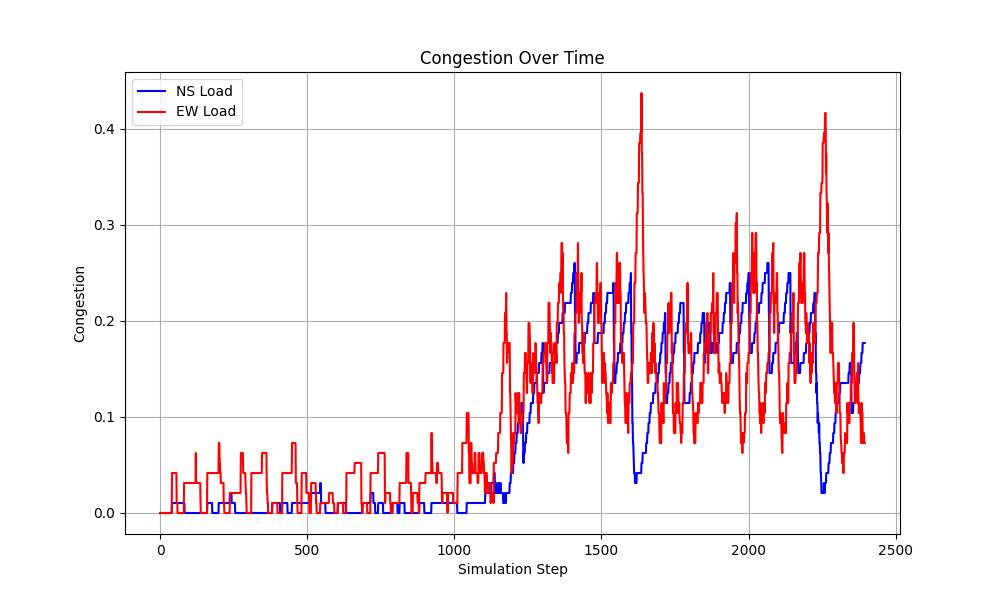 Congestion Over Time
NS Load
EW Load
Congestion
0.4
0.3
0.2
0.1
0.0
0 500 1000 1500 2000 2500
Simulation Step